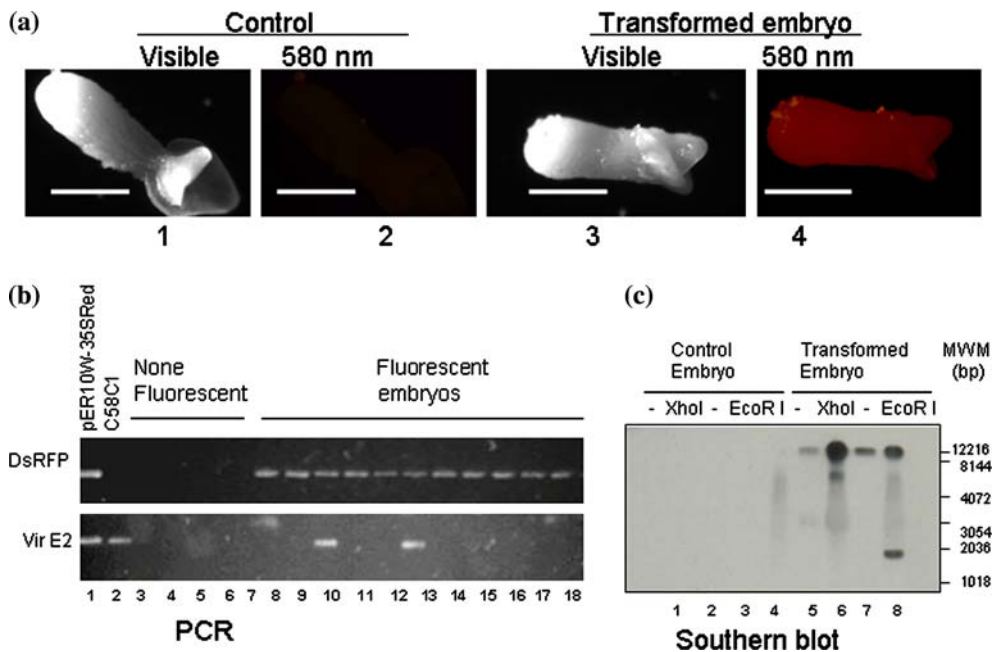 (a)
Control
Transformed embryo
Visible
580 nm
Visible
580 nm
1
2
3
4
(b)
pER10W-35SRed
C58C1
None
Fluorescent
Fluorescent
embryos
DsRFP
Vir E2
1 2 3 4 5 6 7 8 9 10 11 12 13 14 15 16 17 18
PCR
(c)
Control
Embryo
Transformed
Embryo
MWM
(bp)
- XhoI - EcoR I - XhoI - EcoR I
12216
8144
4072
3054
2036
1018
1 2 3 4 5 6 7 8
Southern blot